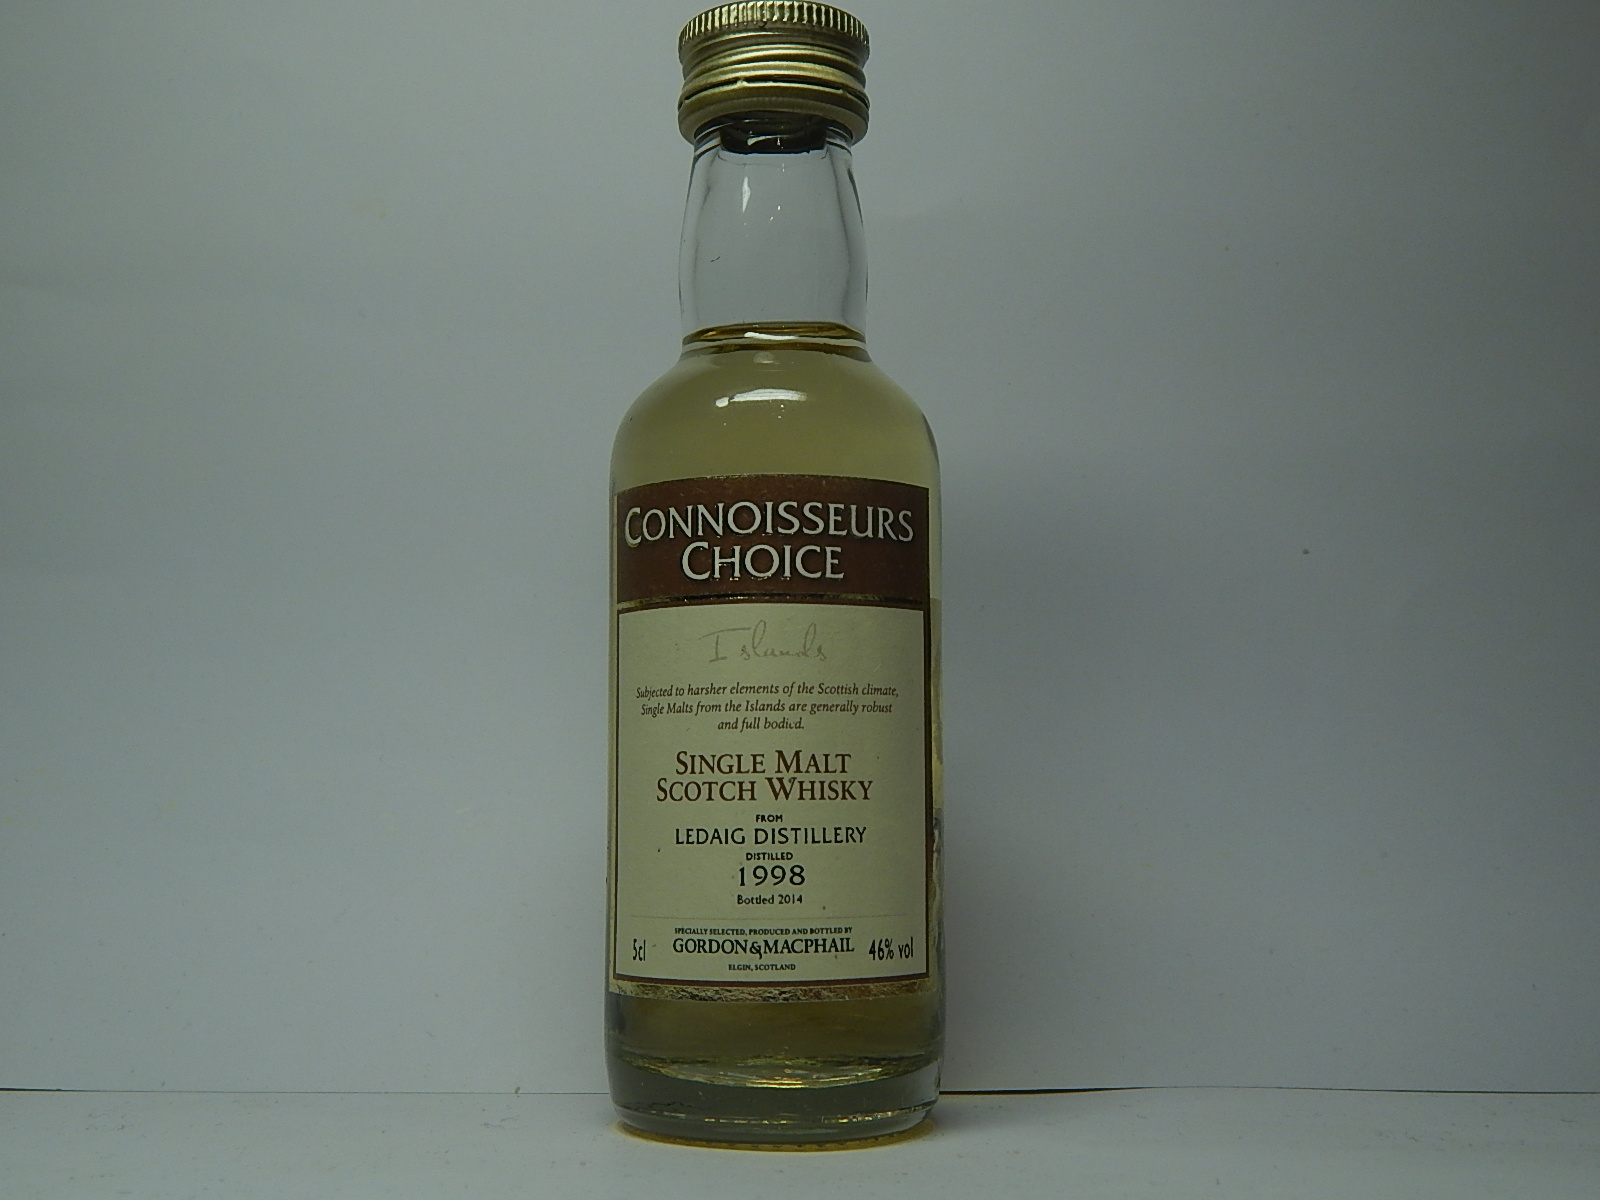 CONNOISSEURS
CHOICE
Islands
Subjected to harsher elements of the Scottish climate,
Single Malts from the Islands are generally robust
and full bodied.
SINGLE MALT
SCOTCH WHISKY
FROM
LEDAIG DISTILLERY
DISTILLED
1998
Bottled 2014
SPECIALLY SELECTED, PRODUCED AND BOTTLED BY
5cl GORDON&MACPHAIL 46% vol
ELGIN, SCOTLAND